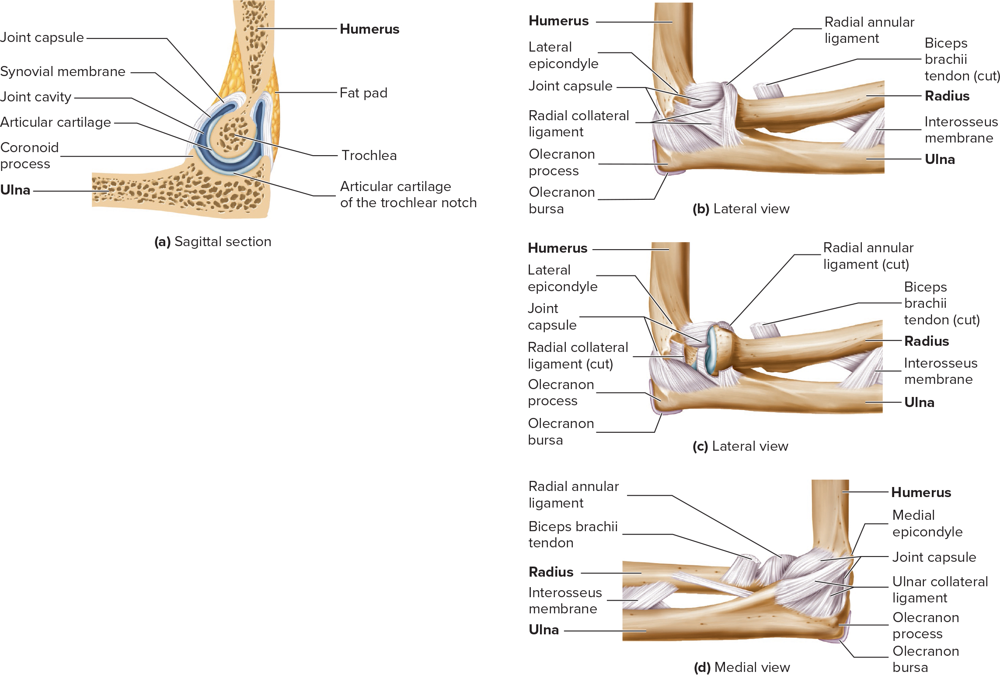 Joint capsule
Synovial membrane
Joint cavity
Articular cartilage
Coronoid
process
Ulna
Humerus
Fat pad
Trochlea
Articular cartilage
of the trochlear notch
(a) Sagittal section
Humerus
Lateral
epicondyle
Joint capsule
Radial collateral
ligament
Olecranon
process
Olecranon
bursa
Radial annular
ligament
Biceps
brachii
tendon (cut)
Radius
Interosseus
membrane
Ulna
(b) Lateral view
Humerus
Lateral
epicondyle
Joint
capsule
Radial collateral
ligament (cut)
Olecranon
process
Olecranon
bursa
Radial annular
ligament (cut)
Biceps
brachii
tendon (cut)
Radius
Interosseus
membrane
Ulna
(c) Lateral view
Radial annular
ligament
Biceps brachii
tendon
Radius
Interosseus
membrane
Ulna
Humerus
Medial
epicondyle
Joint capsule
Ulnar collateral
ligament
Olecranon
process
Olecranon
bursa
(d) Medial view